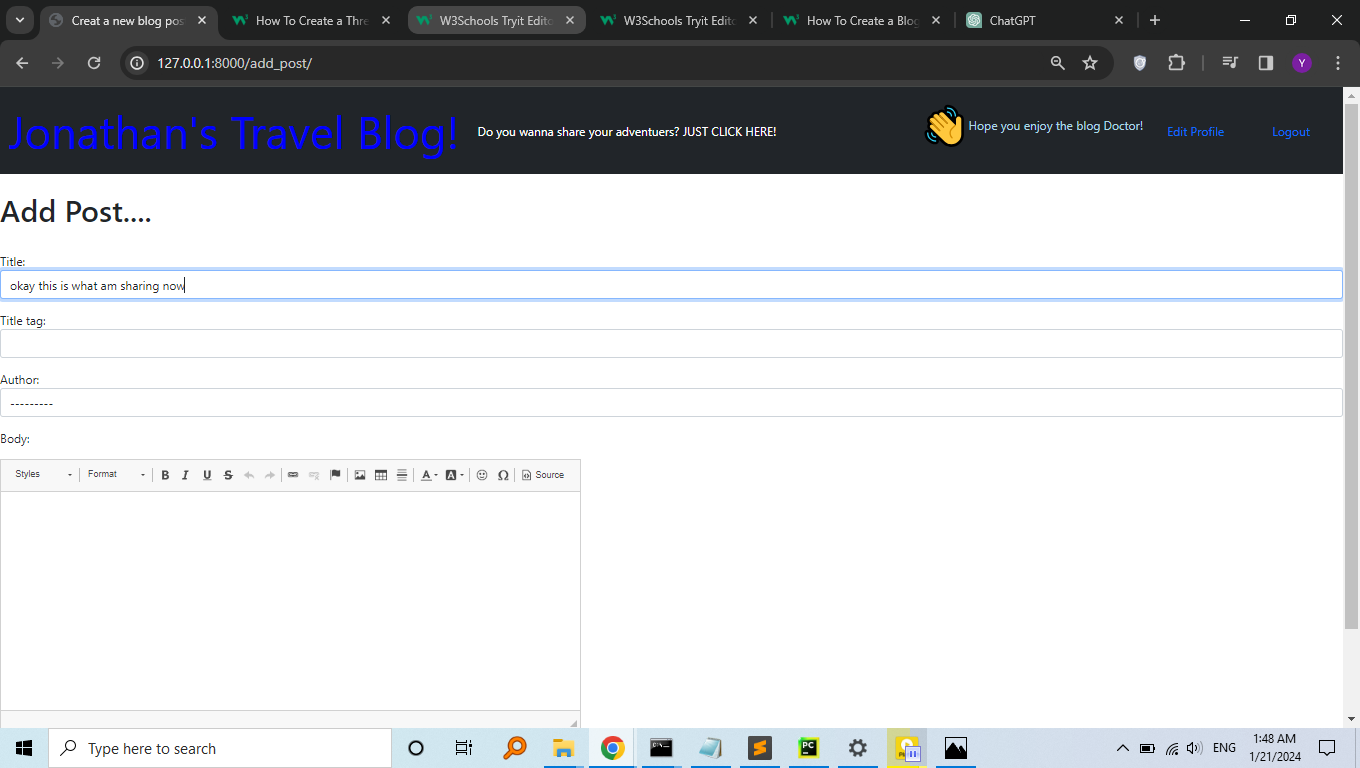 Create a new blog pos
How To Create a Thre
W3Schools Tryit Edito
W3Schools Tryit Edito
How To Create a Blog
ChatGPT
127.0.0.1:8000/add_post/
Y
Jonathan's Travel Blog!
Do you wanna share your adventuers? JUST CLICK HERE!
Hope you enjoy the blog Doctor!
Edit Profile
Logout
Add Post....
Title:
okay this is what am sharing now
Title tag:
Author:
---------
Body:
Styles
Format
B I U S
A
A
Ω
Source
Type here to search
PC
ENG
1:48 AM
1/21/2024